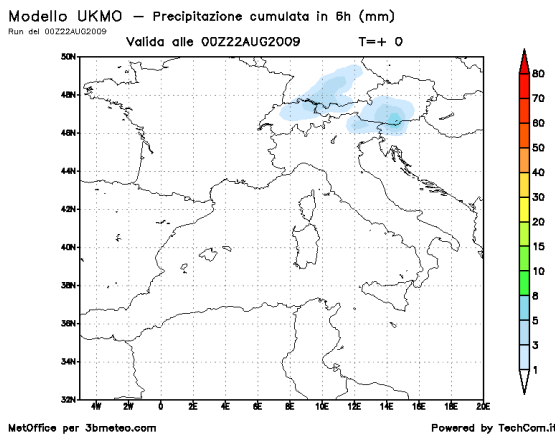 Modello UKMO – Precipitazione cumulata in 6h (mm)
Run del 00Z22AUG2009
Valida alle 00Z22AUG2009 T=+ 0
50N
48N
46N
44N
42N
40N
38N
36N
34N
32N
4W 2W 0 2E 4E 6E 8E 10E 12E 14E 16E 18E 20E
80
70
60
50
40
30
20
15
10
8
5
3
1
MetOffice per 3bmeteo.com Powered by TechCom.it